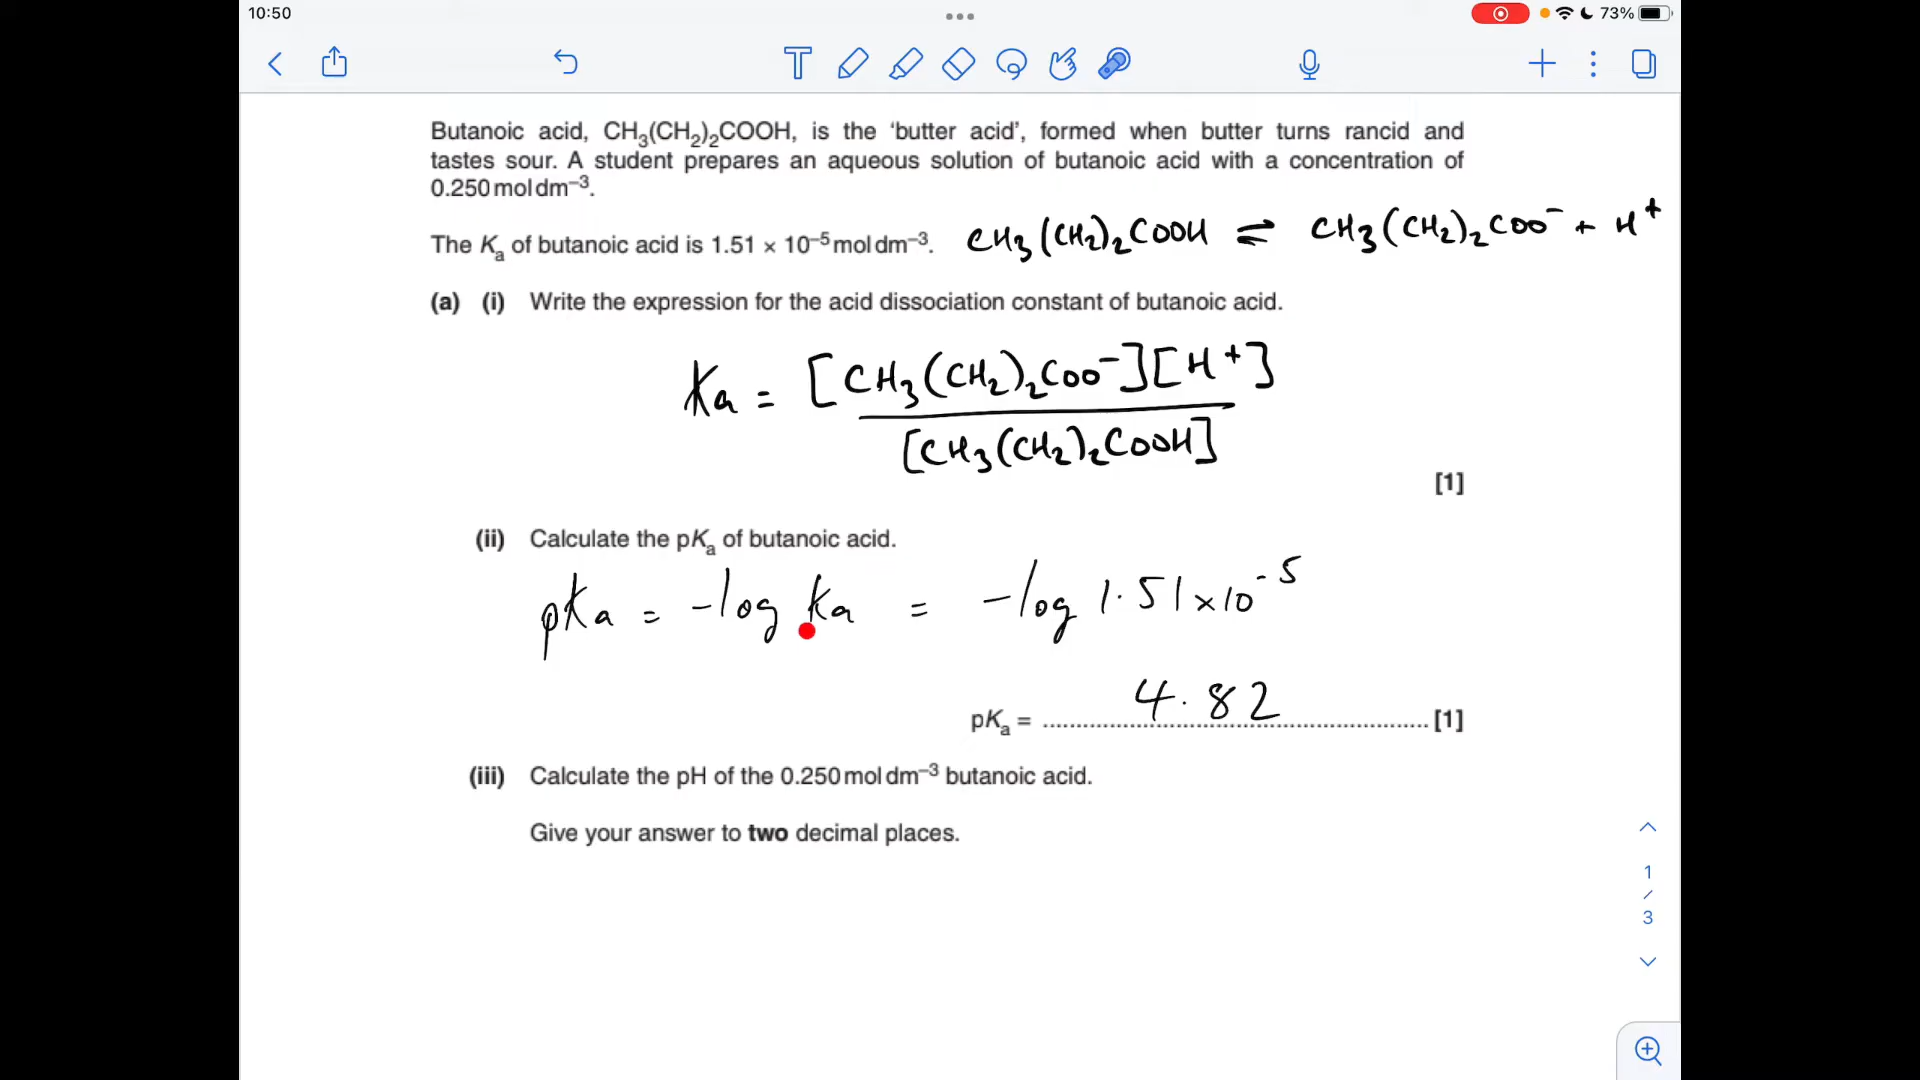 10:50
73%
T
Butanoic acid, CH₃(CH₂)₂COOH, is the ‘butter acid’, formed when butter turns rancid and
tastes sour. A student prepares an aqueous solution of butanoic acid with a concentration of
0.250 mol dm⁻³.
The Kₐ of butanoic acid is 1.51 × 10⁻⁵ mol dm⁻³. CH₃(CH₂)₂COOH ⇌ CH₃(CH₂)₂COO⁻ + H⁺
(a) (i) Write the expression for the acid dissociation constant of butanoic acid.
Ka = [CH₃(CH₂)₂COO⁻][H⁺]
[CH₃(CH₂)₂COOH]
[1]
(ii) Calculate the pKₐ of butanoic acid.
pKa = -log Ka = -log 1.51 × 10⁻⁵
pKₐ = ........ 4.82 ........ [1]
(iii) Calculate the pH of the 0.250 mol dm⁻³ butanoic acid.
Give your answer to two decimal places.
1
/
3